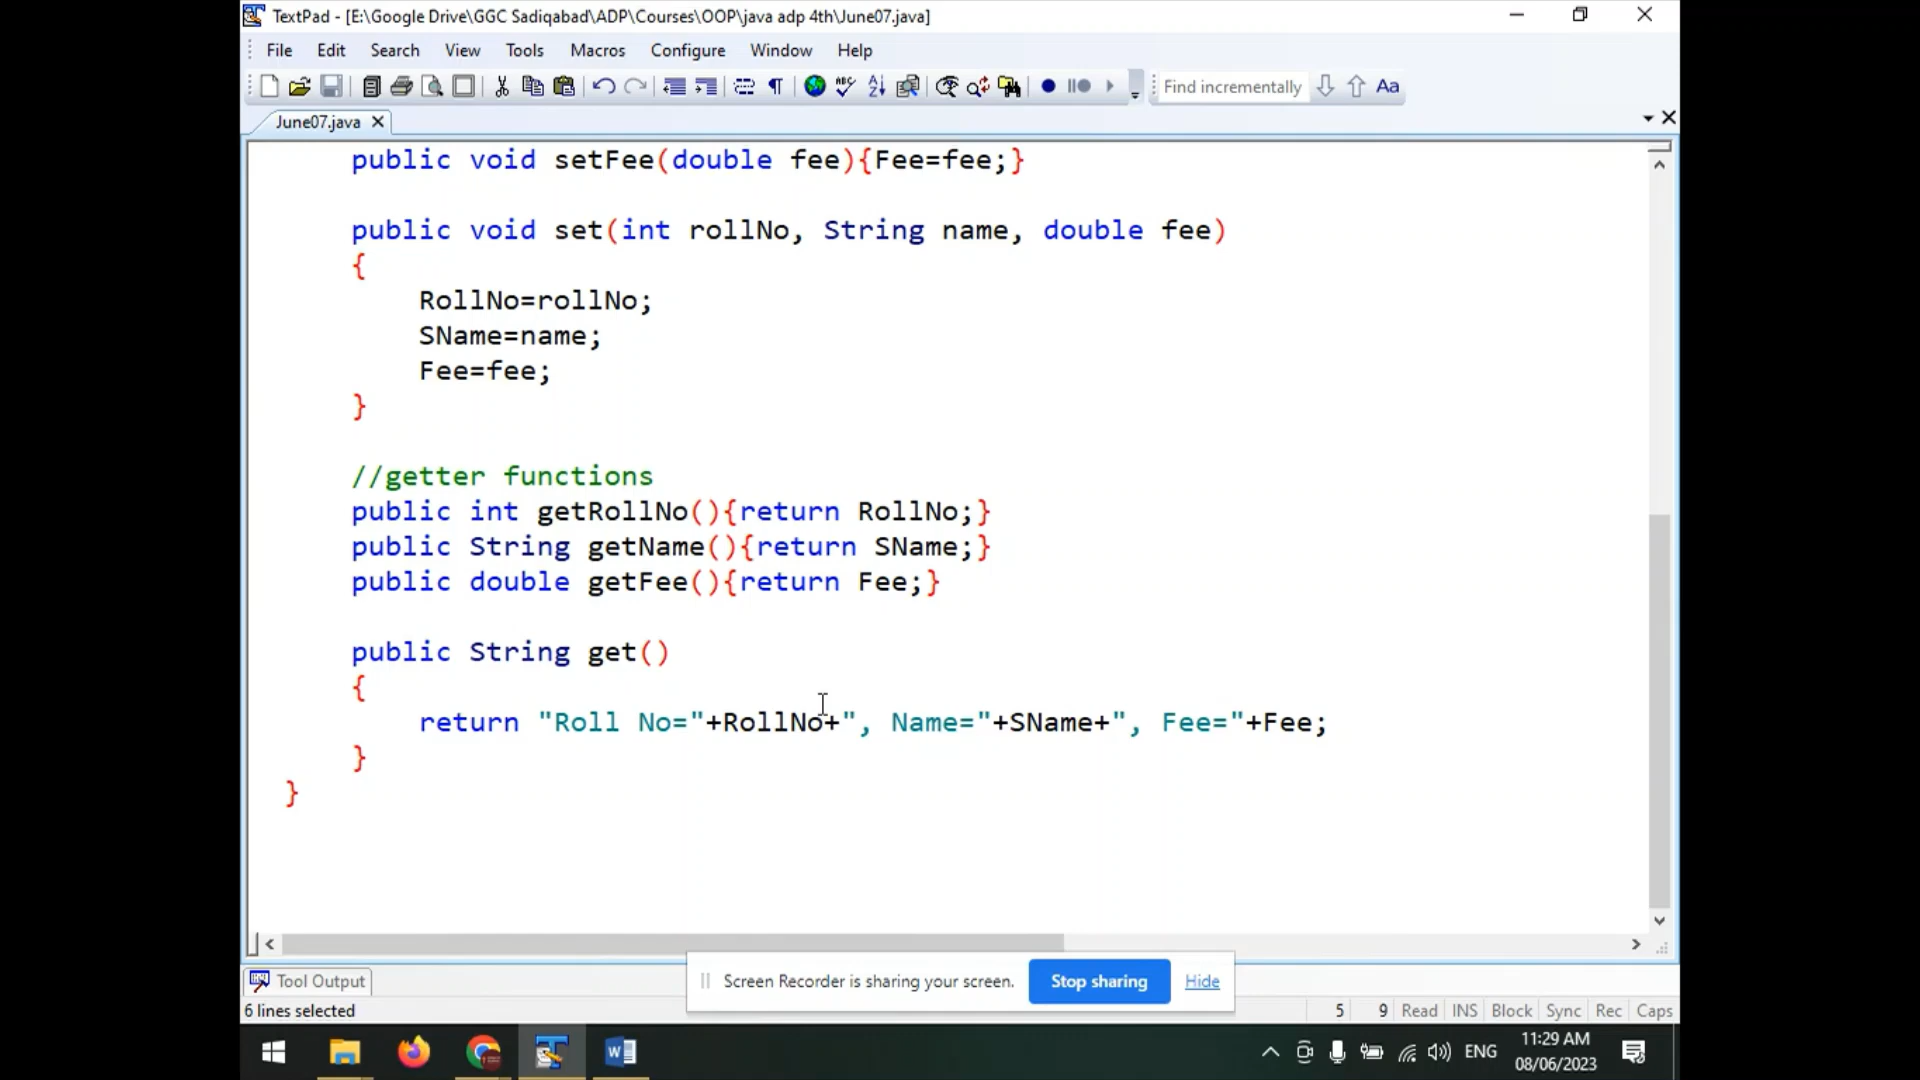 TextPad - [E:\Google Drive\GGC Sadiqabad\ADP\Courses\OOP\java adp 4th\June07.java]
File Edit Search View Tools Macros Configure Window Help
Find incrementally Aa
June07.java
public void setFee(double fee){Fee=fee;}
public void set(int rollNo, String name, double fee)
{
RollNo=rollNo;
SName=name;
Fee=fee;
}
//getter functions
public int getRollNo(){return RollNo;}
public String getName(){return SName;}
public double getFee(){return Fee;}
public String get()
{
return "Roll No="+RollNo+", Name="+SName+", Fee="+Fee;
}
}
Tool Output
Screen Recorder is sharing your screen. Stop sharing Hide
6 lines selected 5 9 Read INS Block Sync Rec Caps
ENG 11:29 AM
08/06/2023